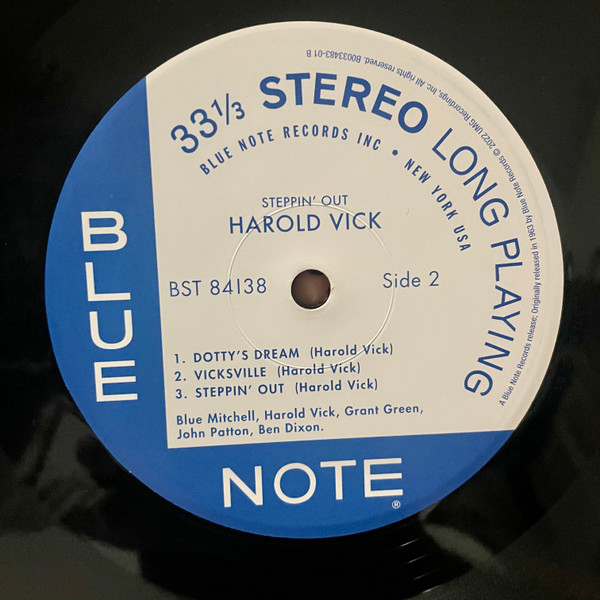 33⅓ STEREO LONG PLAYING
BLUE NOTE RECORDS INC • NEW YORK USA
STEPPIN' OUT
HAROLD VICK
BST 84138
Side 2
1. DOTTY'S DREAM (Harold Vick)
2. VICKSVILLE (Harold Vick)
3. STEPPIN' OUT (Harold Vick)
Blue Mitchell, Harold Vick, Grant Green,
John Patton, Ben Dixon.
BLUE
NOTE®
A Blue Note Records release; Originally released in 1963 by Blue Note Records © 2022 UMG Recordings, Inc. All rights reserved. B0033483-01 B